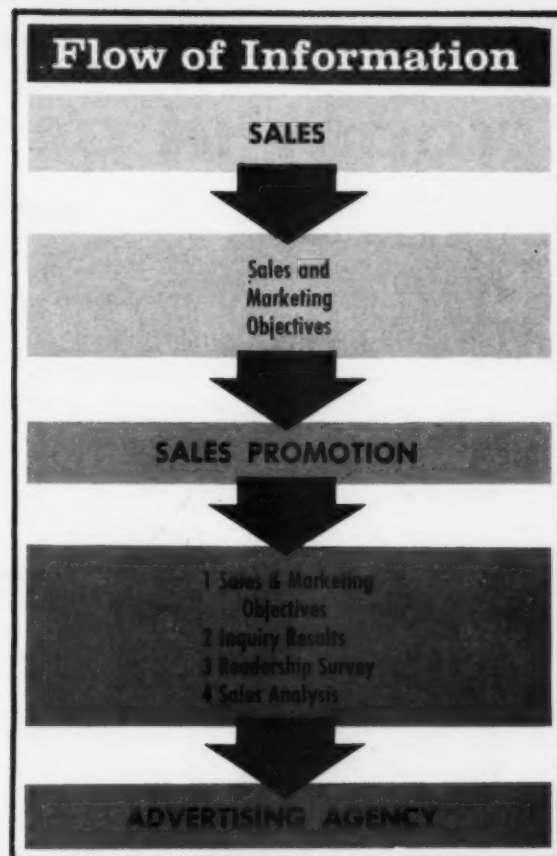 Flow of Information
SALES
Sales and
Marketing
Objectives
SALES PROMOTION
1 Sales & Marketing
Objectives
2 Inquiry Results
3 Readership Survey
4 Sales Analysis
ADVERTISING AGENCY